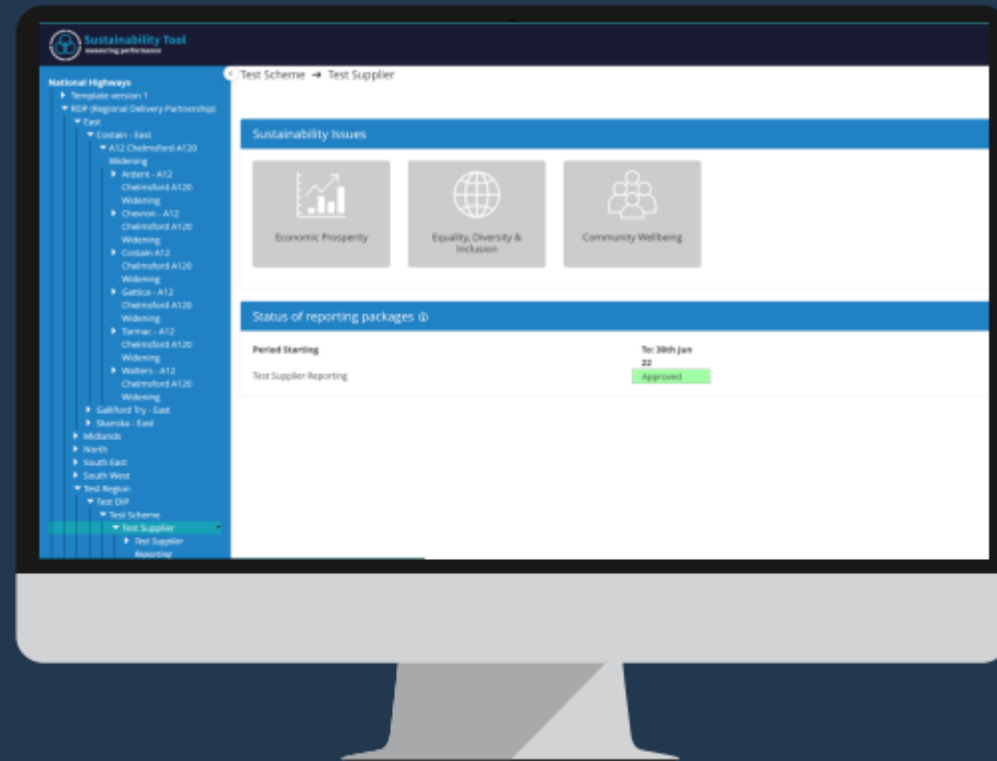 Sustainability Tool
measuring performance
National Highways
Template version 1
RDP (Regional Delivery Partnership)
East
Costain - East
A12 Chelmsford A120
Widening
Ardent - A12
Chelmsford A120
Widening
Chevron - A12
Chelmsford A120
Widening
Costain A12
Chelmsford A120
Widening
Gattica - A12
Chelmsford A120
Widening
Tarmac - A12
Chelmsford A120
Widening
Walters - A12
Chelmsford A120
Widening
Galliford Try - East
Skanska - East
Midlands
North
South East
South West
Test Region
Test DIP
Test Scheme
Test Supplier
Test Supplier
Reporting
Test Scheme → Test Supplier
Sustainability Issues
Economic Prosperity
Equality, Diversity &
Inclusion
Community Wellbeing
Status of reporting packages
Period Starting
To: 30th Jun
22
Test Supplier Reporting
Approved